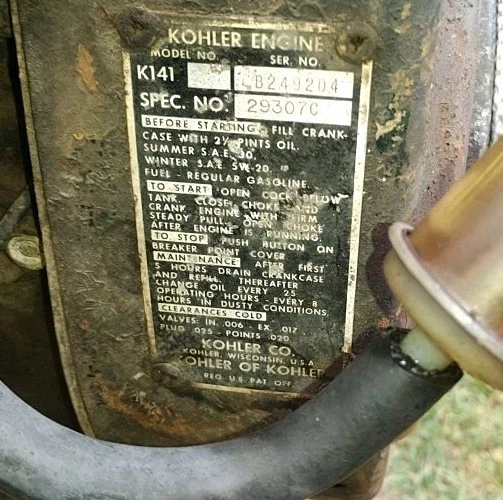 KOHLER ENGINE
MODEL NO. SER. NO.
K141 B249204
SPEC. NO. 29307C
BEFORE STARTING - FILL CRANK-
CASE WITH 2½ PINTS OIL.
SUMMER S.A.E. 30
WINTER S.A.E. 5W-20
FUEL - REGULAR GASOLINE
TO START OPEN COCK BELOW
TANK, CLOSE CHOKE AND
CRANK ENGINE WITH FIRM
STEADY PULL. OPEN CHOKE
AFTER ENGINE IS RUNNING.
TO STOP PUSH BUTTON ON
BREAKER POINT COVER
MAINTENANCE AFTER FIRST
5 HOURS DRAIN CRANKCASE
AND REFILL. THEREAFTER
CHANGE OIL EVERY 25
OPERATING HOURS - EVERY 8
HOURS IN DUSTY CONDITIONS
CLEARANCES COLD
VALVES: IN. .006 - EX. .017
PLUG .025 - POINTS .020
KOHLER CO.
KOHLER, WISCONSIN, U.S.A
KOHLER OF KOHLER
REG. U.S. PAT. OFF